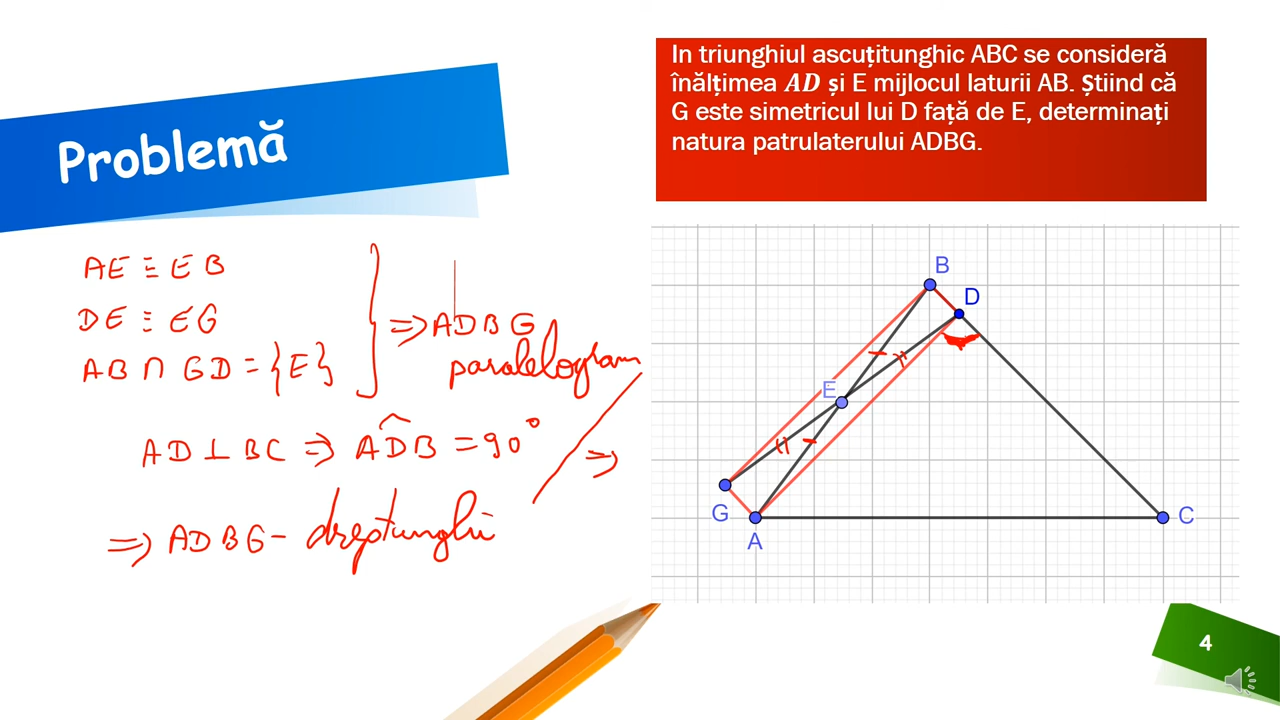 Problemă
In triunghiul ascuțitunghic ABC se consideră
înălțimea AD și E mijlocul laturii AB. Știind că
G este simetricul lui D față de E, determinați
natura patrulaterului ADBG.
AE ≡ EB
DE ≡ EG
AB ∩ GD = {E}
⇒ ADBG
paralelogram
AD ⊥ BC ⇒ \widehat{ADB} = 90° ⇒
⇒ ADBG - dreptunghi
B
D
E
G
A
C
4